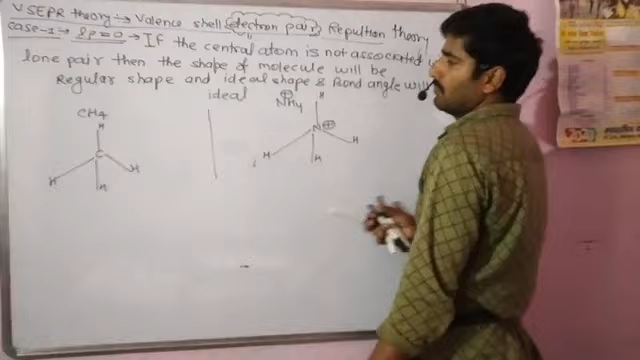 VSEPR theory → Valence shell electron pair Repultion theory
case-1 → lp=0 → If the central atom is not associated
lone pair then the shape of molecule will be
Regular shape and ideal shape & Bond angle will
ideal
CH4
H
C
H
H
H
⊕
NH4
H
N⊕
H
H
H